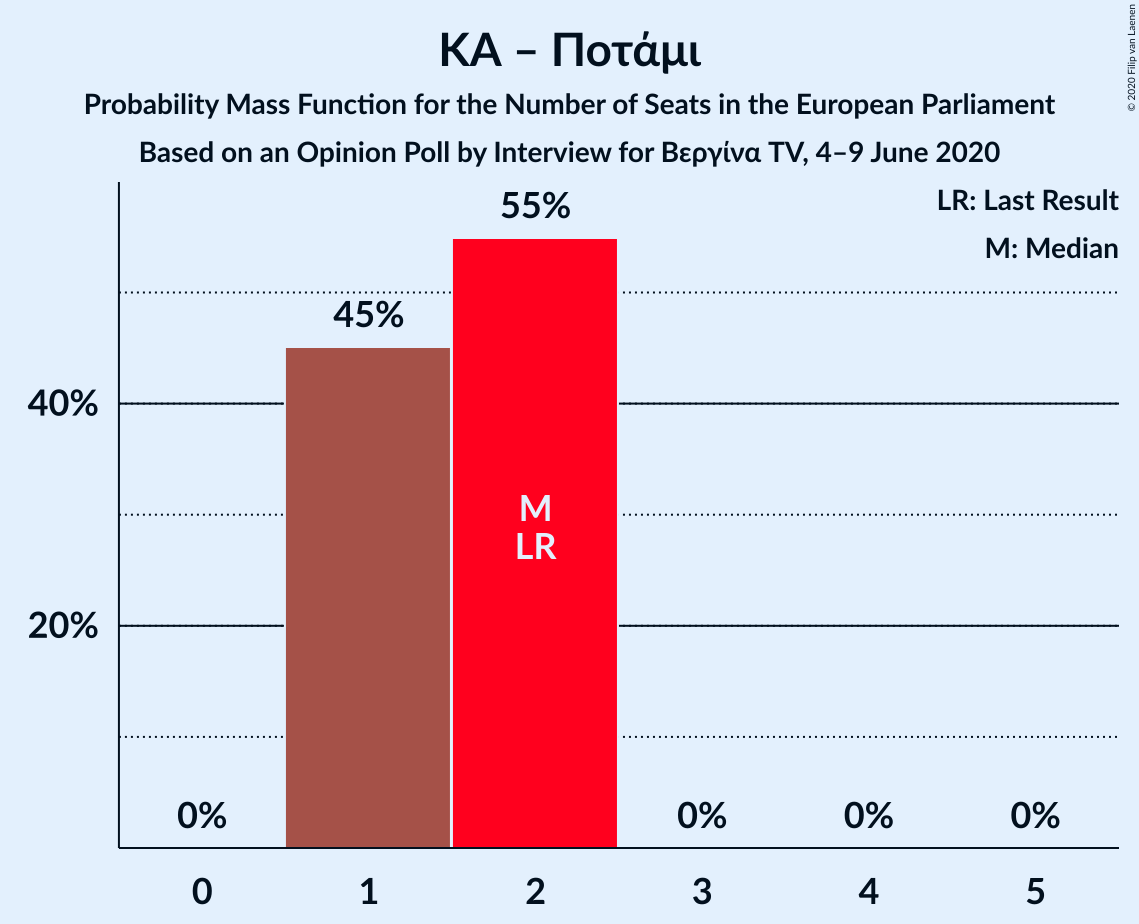 ΚΑ – Ποτάμι
Probability Mass Function for the Number of Seats in the European Parliament
Based on an Opinion Poll by Interview for Βεργίνα TV, 4–9 June 2020
© 2020 Filip van Laenen
LR: Last Result
M: Median
55%
45%
40%
M
LR
20%
0%
0%
0%
0%
0
1
2
3
4
5